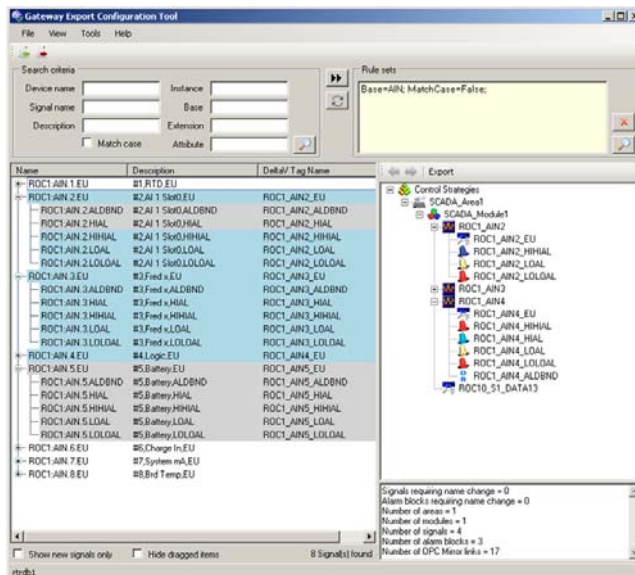 Gateway Export Configuration Tool
File View Tools Help
Search criteria
Device name Instance
Signal name Base
Description Extension
Match case Attribute
Rule sets
Base=AIN; MatchCase=False;
Name Description DeltaV Tag Name
ROC1:AIN.1.EU #1,RTD,EU
ROC1:AIN.2.EU #2,AI 1 Slot0,EU ROC1_AIN2_EU
ROC1:AIN.2.ALDBND #2,AI 1 Slot0,ALDBND ROC1_AIN2_ALDBND
ROC1:AIN.2.HIAL #2,AI 1 Slot0,HIAL ROC1_AIN2_HIAL
ROC1:AIN.2.HIHIAL #2,AI 1 Slot0,HIHIAL ROC1_AIN2_HIHIAL
ROC1:AIN.2.LOAL #2,AI 1 Slot0,LOAL ROC1_AIN2_LOAL
ROC1:AIN.2.LOLOAL #2,AI 1 Slot0,LOLOAL ROC1_AIN2_LOLOAL
ROC1:AIN.3.EU #3,Fred x,EU ROC1_AIN3_EU
ROC1:AIN.3.ALDBND #3,Fred x,ALDBND ROC1_AIN3_ALDBND
ROC1:AIN.3.HIAL #3,Fred x,HIAL ROC1_AIN3_HIAL
ROC1:AIN.3.HIHIAL #3,Fred x,HIHIAL ROC1_AIN3_HIHIAL
ROC1:AIN.3.LOAL #3,Fred x,LOAL ROC1_AIN3_LOAL
ROC1:AIN.3.LOLOAL #3,Fred x,LOLOAL ROC1_AIN3_LOLOAL
ROC1:AIN.4.EU #4,Logic,EU ROC1_AIN4_EU
ROC1:AIN.5.EU #5,Battery,EU ROC1_AIN5_EU
ROC1:AIN.5.ALDBND #5,Battery,ALDBND ROC1_AIN5_ALDBND
ROC1:AIN.5.HIAL #5,Battery,HIAL ROC1_AIN5_HIAL
ROC1:AIN.5.HIHIAL #5,Battery,HIHIAL ROC1_AIN5_HIHIAL
ROC1:AIN.5.LOAL #5,Battery,LOAL ROC1_AIN5_LOAL
ROC1:AIN.5.LOLOAL #5,Battery,LOLOAL ROC1_AIN5_LOLOAL
ROC1:AIN.6.EU #6,Charge In,EU
ROC1:AIN.7.EU #7,System mA,EU
ROC1:AIN.8.EU #8,Brd Temp,EU
Show new signals only Hide dragged items 8 Signal(s) found
rtrdb1
Export
Control Strategies
SCADA_Area1
SCADA_Module1
ROC1_AIN2
ROC1_AIN2_EU
ROC1_AIN2_HIHIAL
ROC1_AIN2_LOAL
ROC1_AIN2_LOLOAL
ROC1_AIN3
ROC1_AIN4
ROC1_AIN4_EU
ROC1_AIN4_HIHIAL
ROC1_AIN4_HIAL
ROC1_AIN4_LOAL
ROC1_AIN4_LOLOAL
ROC1_AIN4_ALDBND
ROC10_S1_DATA13
Signals requiring name change = 0
Alarm blocks requiring name change = 0
Number of areas = 1
Number of modules = 1
Number of signals = 4
Number of alarm blocks = 3
Number of OPC Mirror links = 17